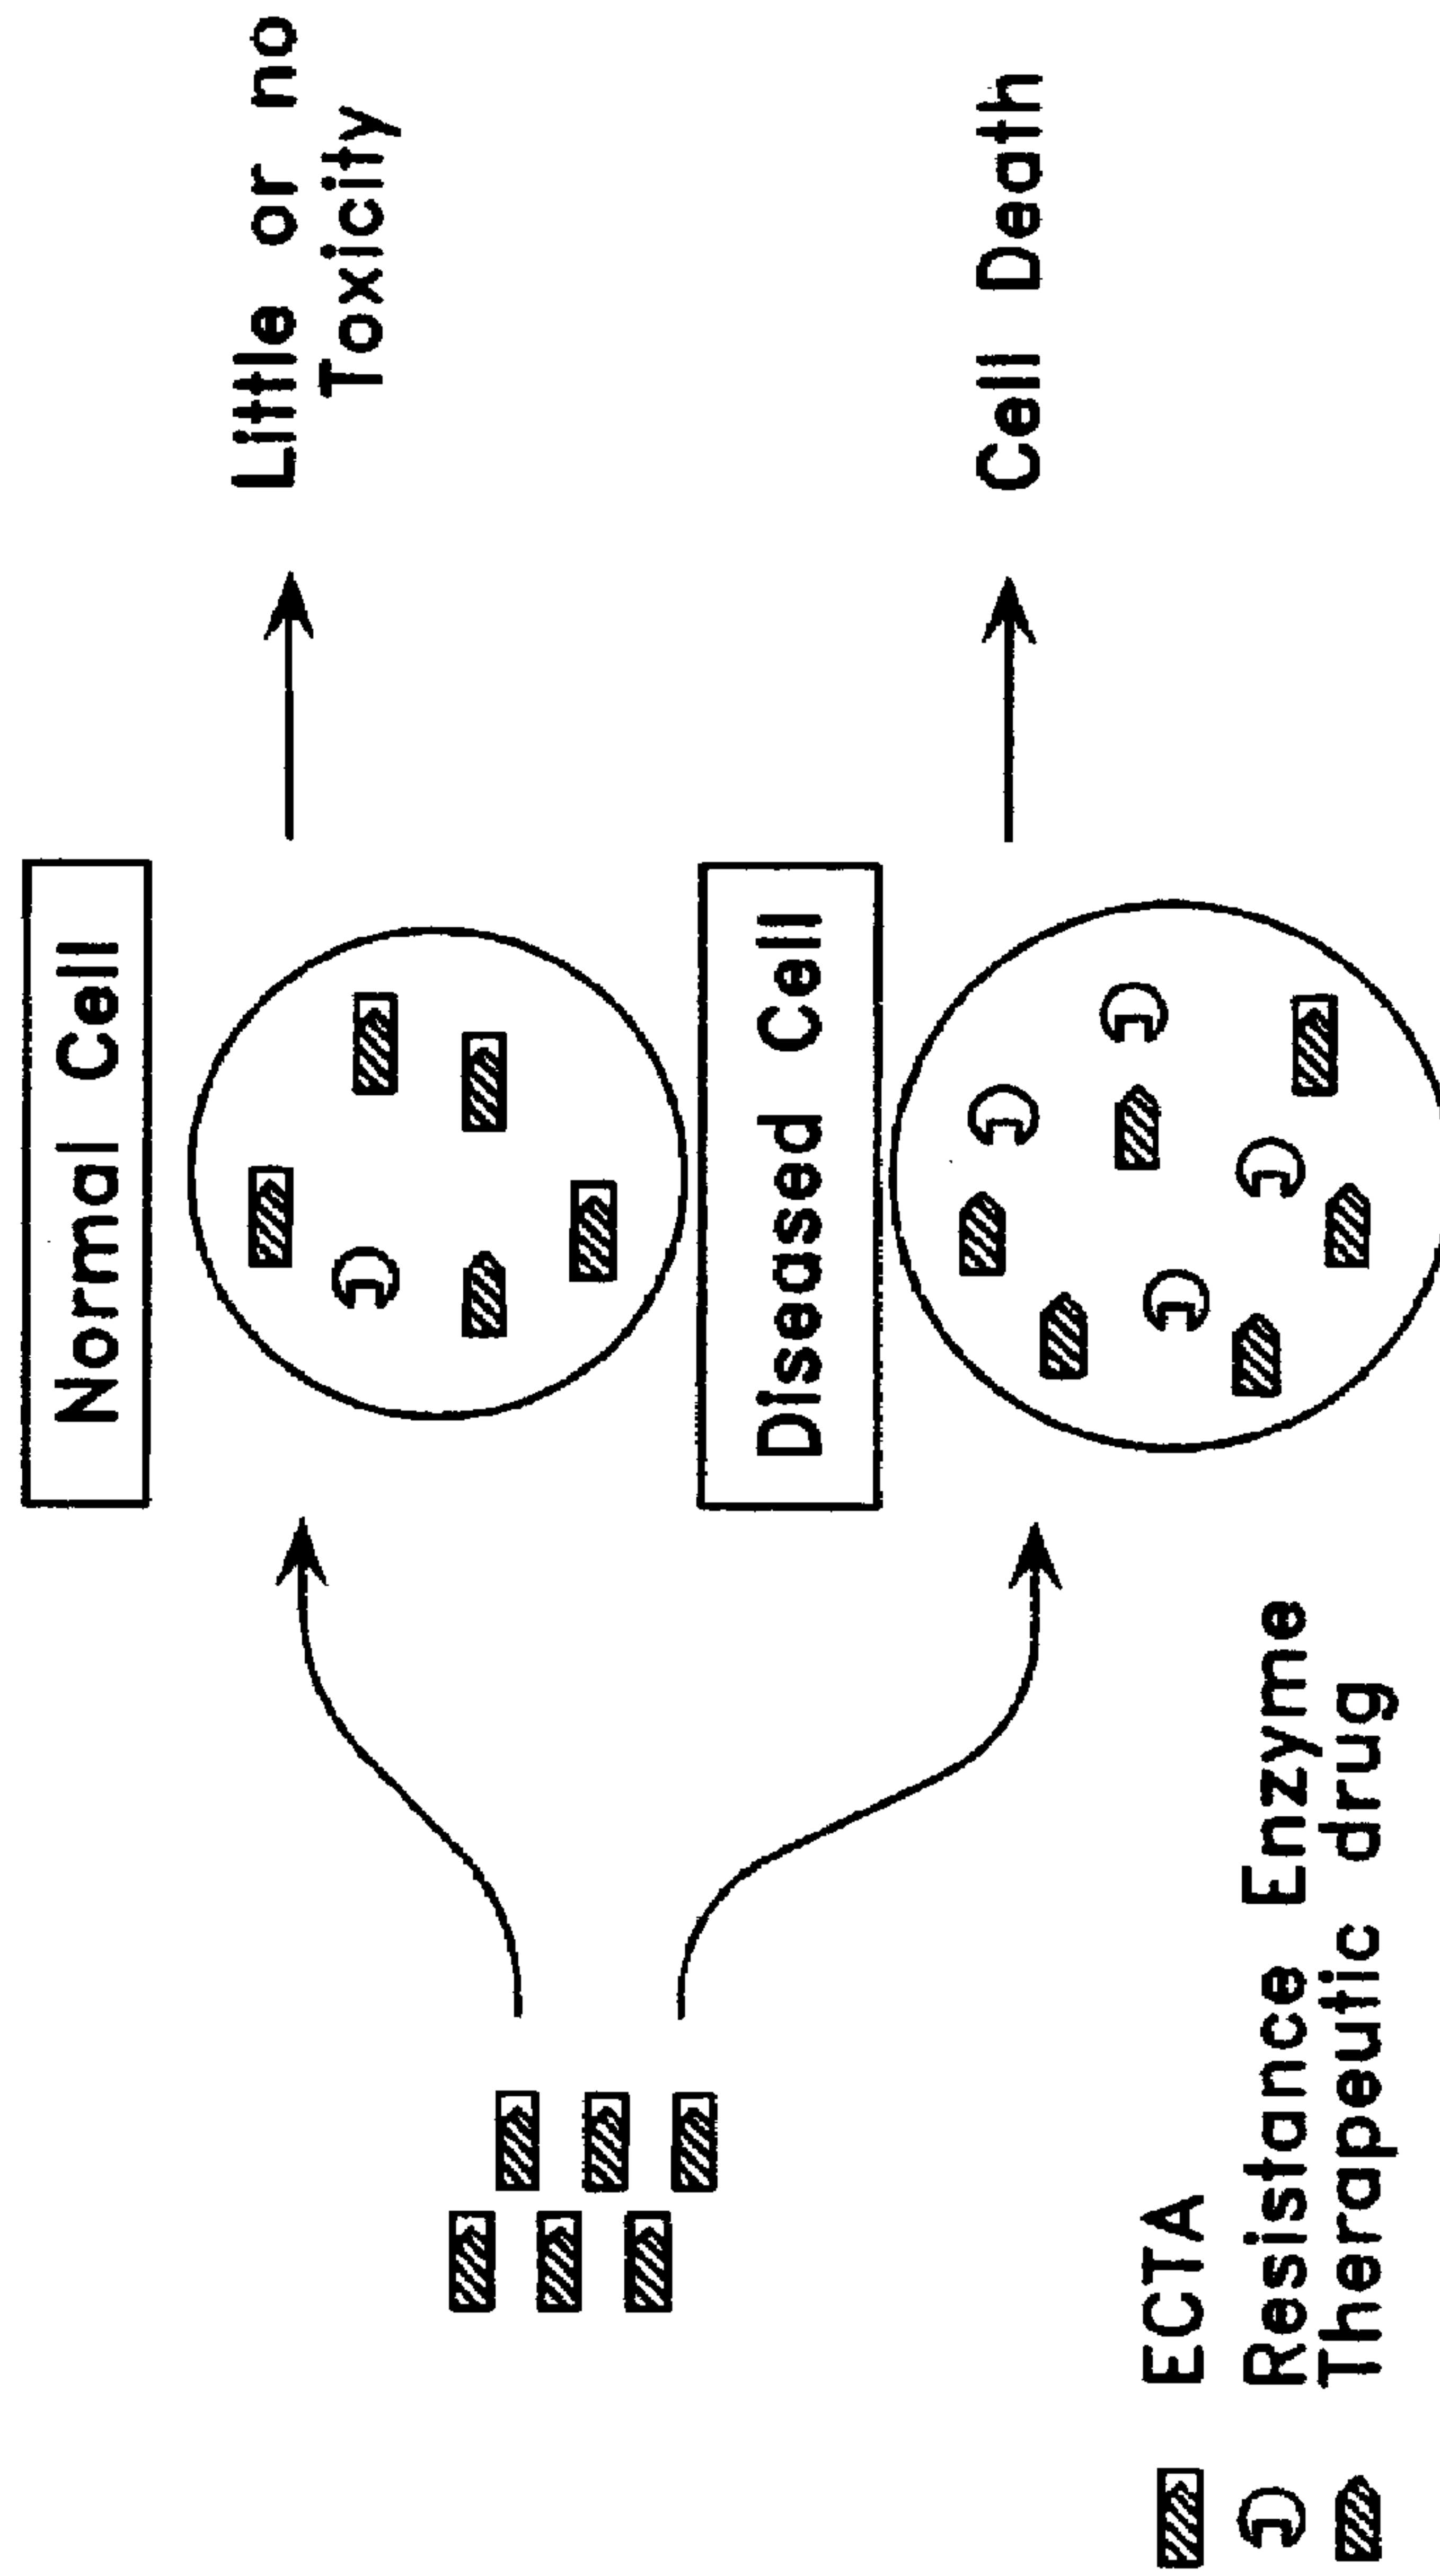 Normal Cell
Little or no
Toxicity
Diseased Cell
Cell Death
ECTA
Resistance Enzyme
Therapeutic drug